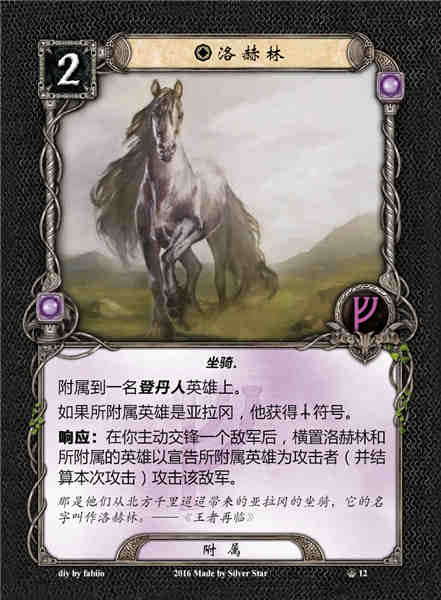 2
洛赫林
坐骑.
附属到一名登丹人英雄上。
如果所附属英雄是亚拉冈，他获得符号。
响应：在你主动交锋一个敌军后，横置洛赫林和
所附属的英雄以宣告所附属英雄为攻击者（并结
算本次攻击）攻击该敌军。
那是他们从北方千里迢迢带来的亚拉冈的坐骑，它的名
字叫作洛赫林。——《王者再临》
附属
diy by fabiio
2016 Made by Silver Star
12